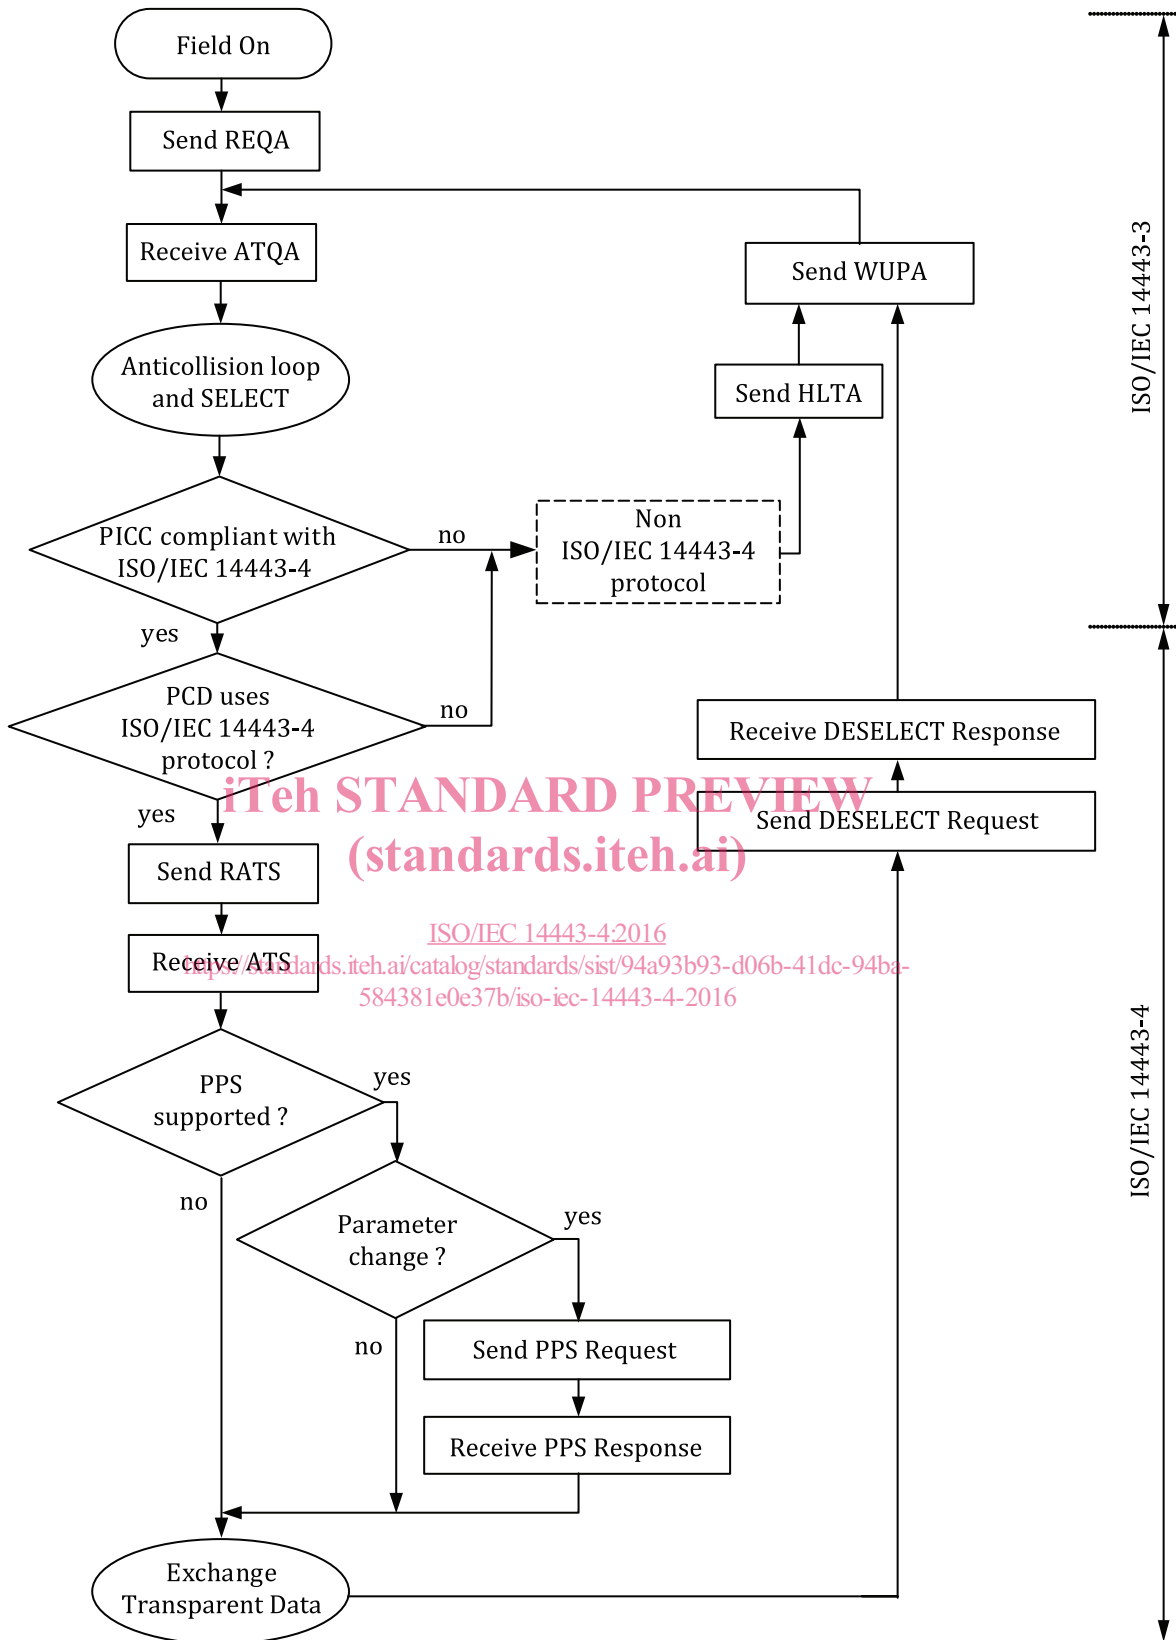 Field On
Send REQA
Receive ATQA
Send WUPA
Anticollision loop
and SELECT
Send HLTA
ISO/IEC 14443-3
PICC compliant with
ISO/IEC 14443-4
no
Non
ISO/IEC 14443-4
protocol
yes
PCD uses
ISO/IEC 14443-4
protocol ?
no
Receive DESELECT Response
yes
iTeh STANDARD PREVIEW
(standards.iteh.ai)
Send DESELECT Request
Send RATS
ISO/IEC 14443-4:2016
Receive ATS
https://standards.iteh.ai/catalog/standards/sist/94a93b93-d06b-41dc-94ba-
584381e0e37b/iso-iec-14443-4-2016
ISO/IEC 14443-4
PPS
supported ?
yes
no
Parameter
change ?
yes
no
Send PPS Request
Receive PPS Response
Exchange
Transparent Data